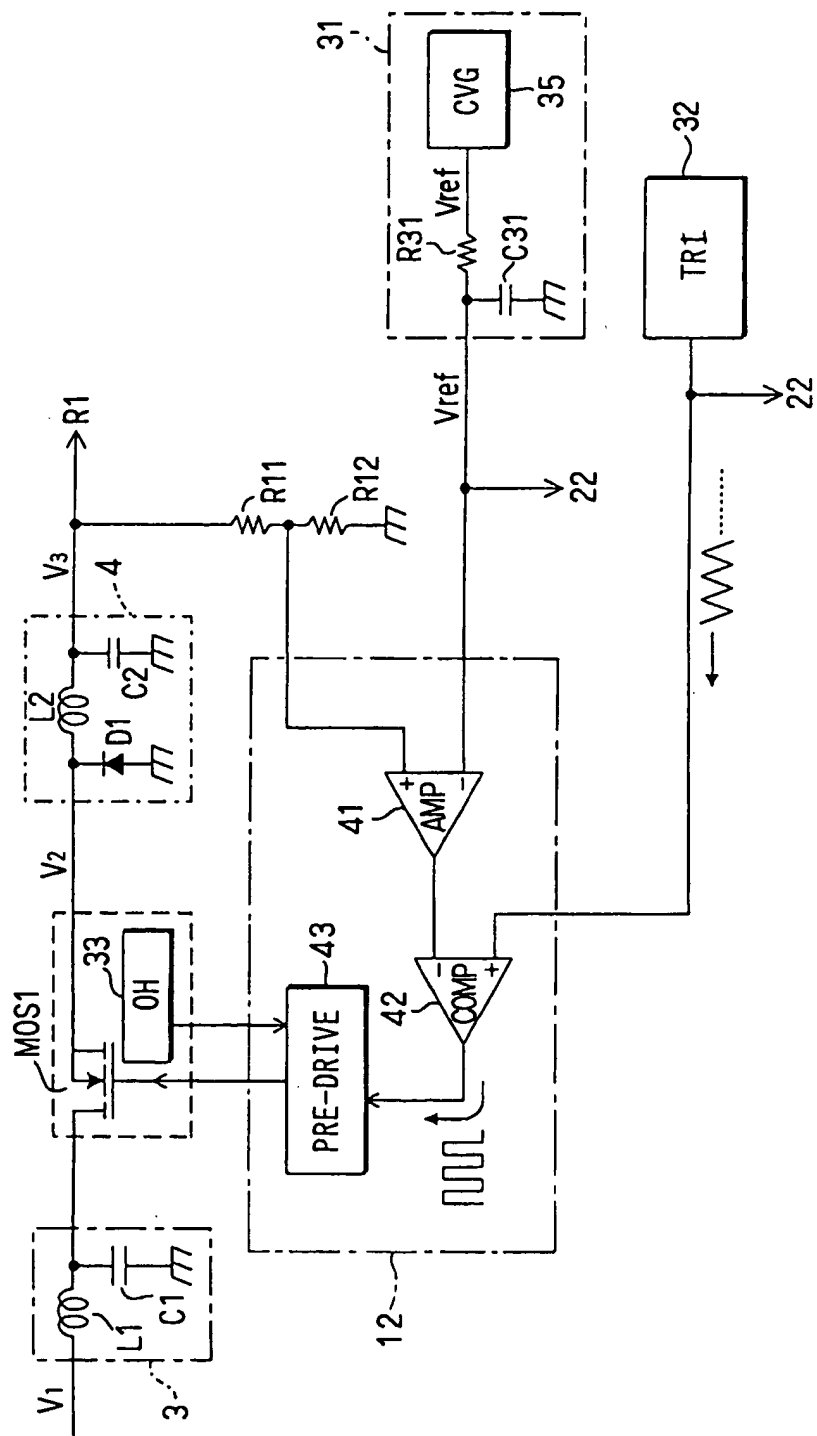 V1
L1
C1
3
MOS1
33
OH
V2
L2
D1
C2
4
V3
R1
R11
R12
12
PRE-DRIVE
43
42
COMP
-
+
41
AMP
+
-
Vref
22
31
R31
C31
Vref
CVG
35
TRI
32
22